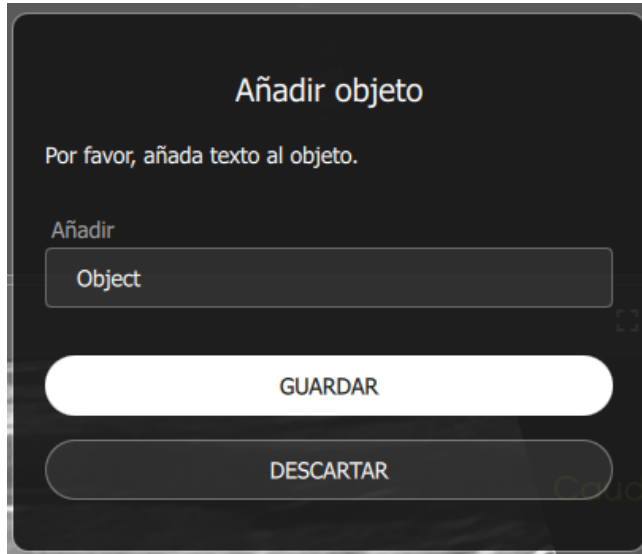 Añadir objeto
Por favor, añada texto al objeto.
Añadir
Object
GUARDAR
DESCARTAR